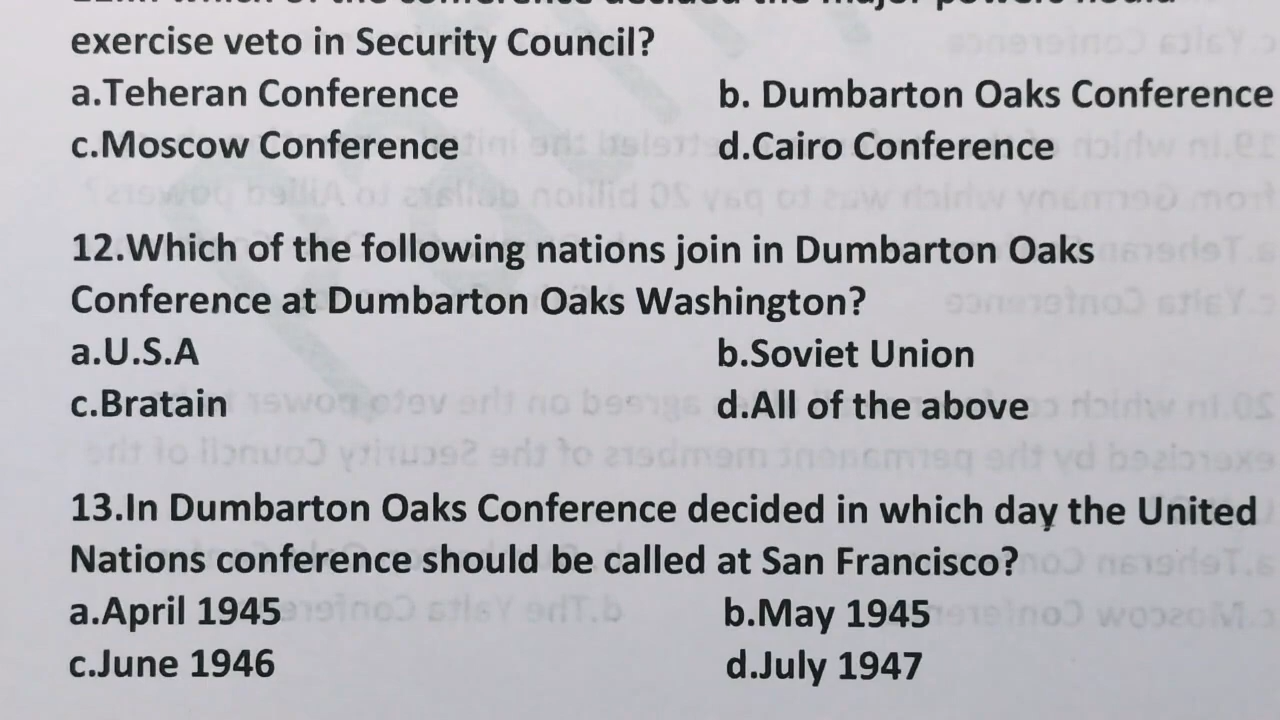 exercise veto in Security Council?
a.Teheran Conference b. Dumbarton Oaks Conference
c.Moscow Conference d.Cairo Conference
12.Which of the following nations join in Dumbarton Oaks
Conference at Dumbarton Oaks Washington?
a.U.S.A b.Soviet Union
c.Bratain d.All of the above
13.In Dumbarton Oaks Conference decided in which day the United
Nations conference should be called at San Francisco?
a.April 1945 b.May 1945
c.June 1946 d.July 1947